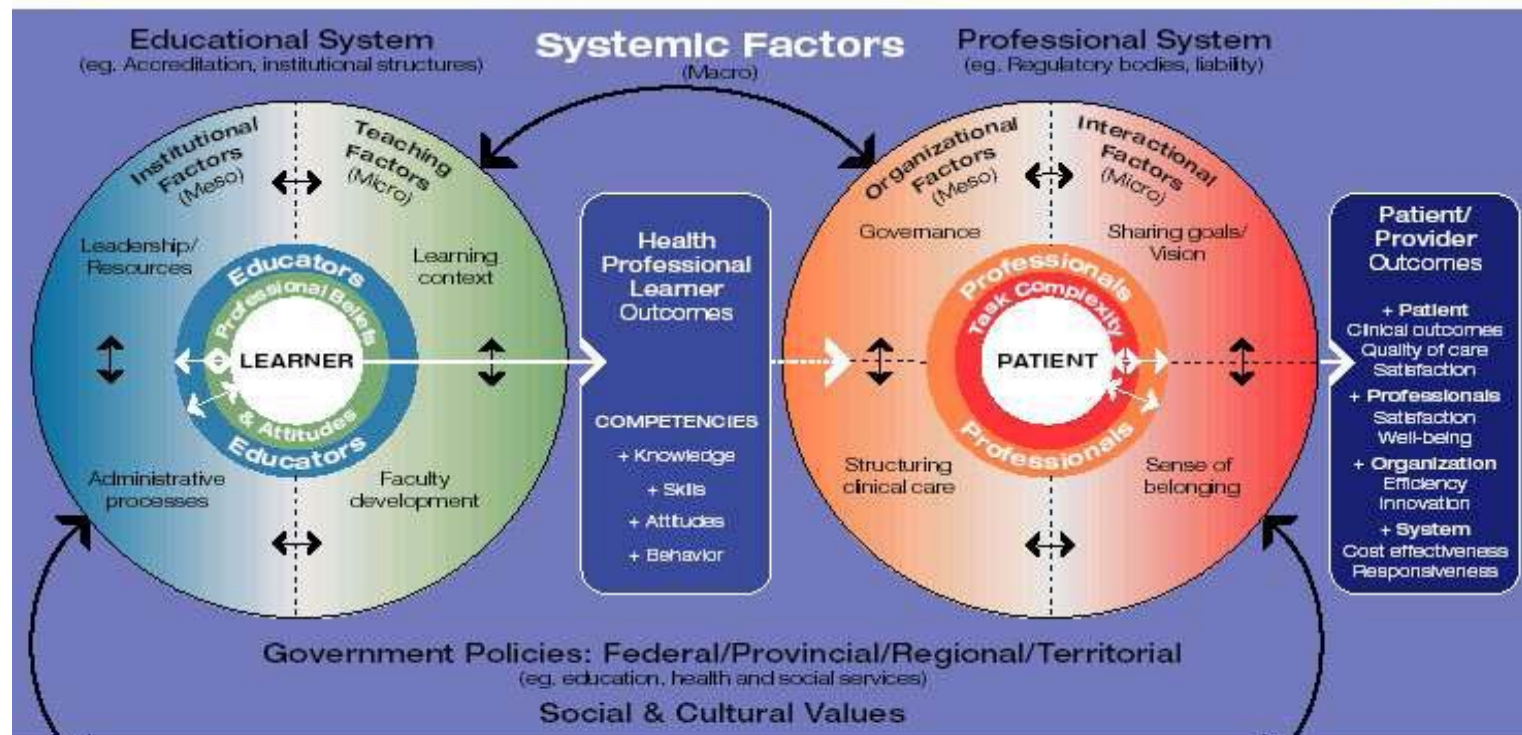 Educational System
(eg. Accreditation, institutional structures)
Systemic Factors
(Macro)
Professional System
(eg. Regulatory bodies, liability)
Institutional
Factors
(Meso)
Teaching
Factors
(Micro)
Leadership/
Resources
Learning
context
Educators
Professional Beliefs
LEARNER
& Attitudes
Educators
Administrative
processes
Faculty
development
Health
Professional
Learner
Outcomes
COMPETENCIES
+ Knowledge
+ Skills
+ Attitudes
+ Behavior
Organizational
Factors
(Meso)
Interactional
Factors
(Micro)
Governance
Sharing goals/
Vision
Professionals
Task Complexity
PATIENT
Professionals
Structuring
clinical care
Sense of
belonging
Patient/
Provider
Outcomes
+ Patient
Clinical outcomes
Quality of care
Satisfaction
+ Professionals
Satisfaction
Well-being
+ Organization
Efficiency
Innovation
+ System
Cost effectiveness
Responsiveness
Government Policies: Federal/Provincial/Regional/Territorial
(eg. education, health and social services)
Social & Cultural Values